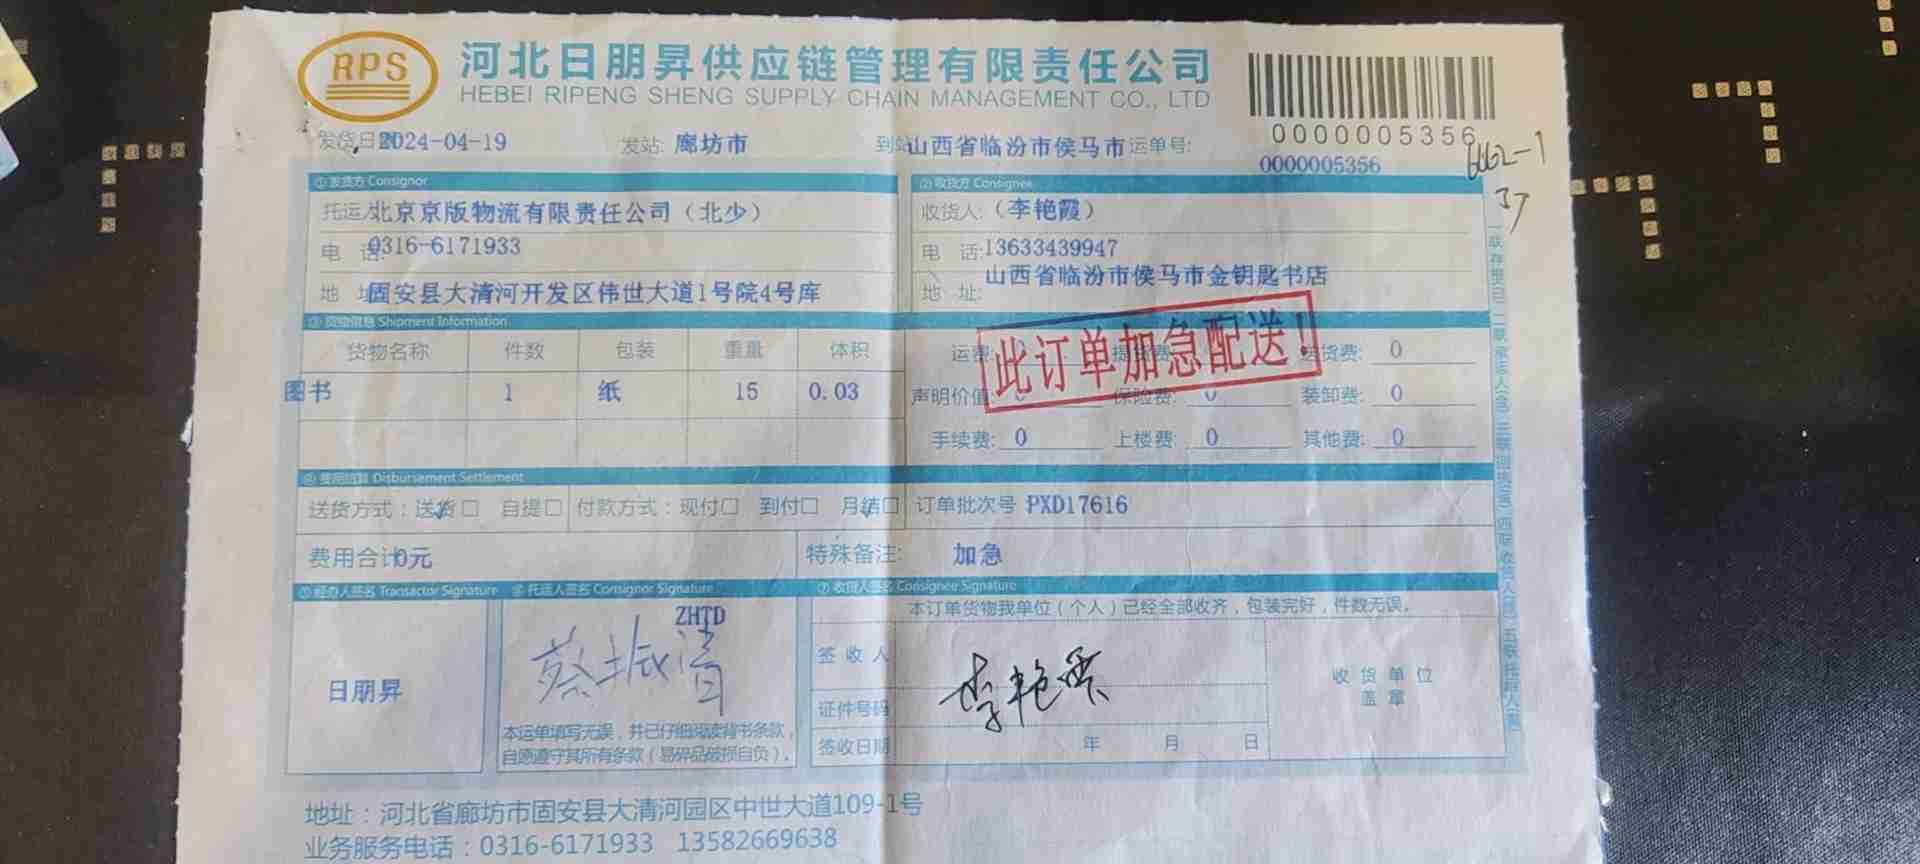 RPS
河北日朋昇供应链管理有限责任公司
HEBEI RIPENG SHENG SUPPLY CHAIN MANAGEMENT CO., LTD
0000005356
发货日期 2024-04-19 发站: 廊坊市 到站 山西省临汾市侯马市 运单号: 0000005356
①发货方 Consignor ②收货方 Consignee
托运人 北京京版物流有限责任公司（北少） 收货人:（李艳霞）
电 话: 0316-6171933 电 话: 13633439947
地 址 固安县大清河开发区伟世大道1号院4号库 地 址: 山西省临汾市侯马市金钥匙书店
③货物信息 Shipment Information
货物名称 件数 包装 重量 体积 运费: 提货费: 送货费: 0
此订单加急配送！
图书 1 纸 15 0.03 声明价值: 0 保险费: 0 装卸费: 0
手续费: 0 上楼费: 0 其他费: 0
④费用结算 Disbursement Settlement
送货方式：送货□ 自提□ 付款方式：现付□ 到付□ 月结□ 订单批次号 PXD17616
费用合计 0元 特殊备注: 加急
⑤经办人签名 Transactor Signature ⑥托运人签名 Consignor Signature ⑦收货人签名 Consignee Signature
本订单货物我单位（个人）已经全部收齐，包装完好，件数无误。
ZHTD
日朋昇
蔡振清
签收人 李艳霞
收货单位
盖章
证件号码
签收日期 年 月 日
本运单填写无误，并已仔细阅读背书条款，
自愿遵守其所有条款（易碎品破损自负）。
地址：河北省廊坊市固安县大清河园区中世大道109-1号
业务服务电话：0316-6171933 13582669638